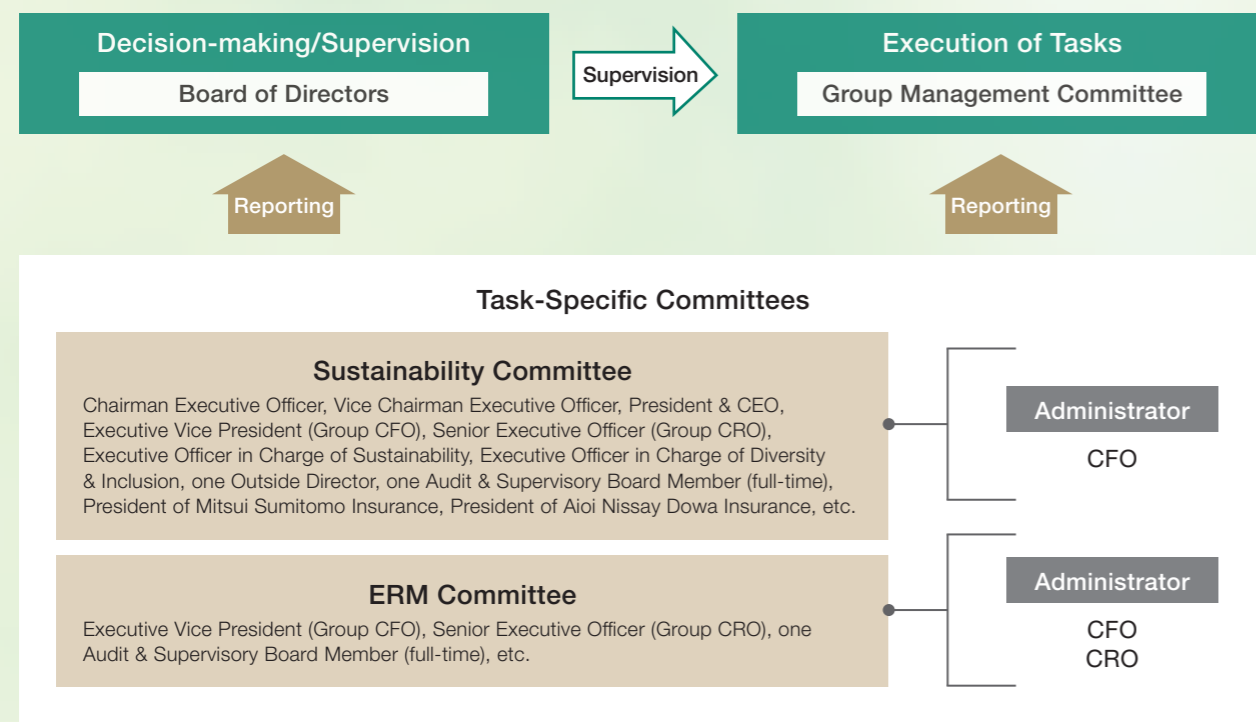 Decision-making/Supervision
Board of Directors
Supervision
Execution of Tasks
Group Management Committee
Reporting
Reporting
Task-Specific Committees
Sustainability Committee
Chairman Executive Officer, Vice Chairman Executive Officer, President & CEO,
Executive Vice President (Group CFO), Senior Executive Officer (Group CRO),
Executive Officer in Charge of Sustainability, Executive Officer in Charge of Diversity
& Inclusion, one Outside Director, one Audit & Supervisory Board Member (full-time),
President of Mitsui Sumitomo Insurance, President of Aioi Nissay Dowa Insurance, etc.
Administrator
CFO
ERM Committee
Executive Vice President (Group CFO), Senior Executive Officer (Group CRO), one
Audit & Supervisory Board Member (full-time), etc.
Administrator
CFO
CRO